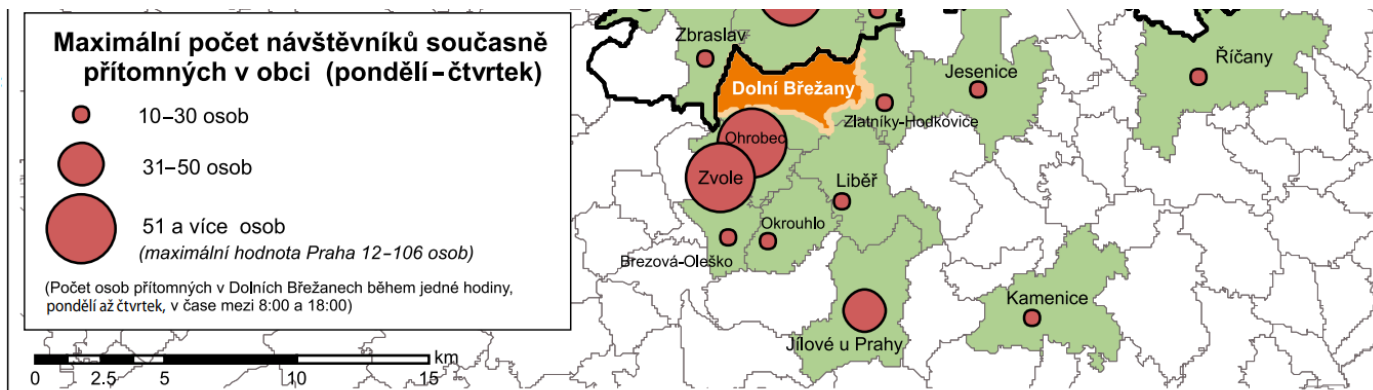 Maximální počet návštěvníků současně
přítomných v obci (pondělí–čtvrtek)
10–30 osob
31–50 osob
51 a více osob
(maximální hodnota Praha 12–106 osob)
(Počet osob přítomných v Dolních Břežanech během jedné hodiny,
pondělí až čtvrtek, v čase mezi 8:00 a 18:00)
km
0 2.5 5 10 15
Zbraslav
Říčany
Jesenice
Dolní Břežany
Zlatníky-Hodkovice
Ohrobec
Zvole
Liběř
Okrouhlo
Brezová-Oleško
Kamenice
Jílové u Prahy